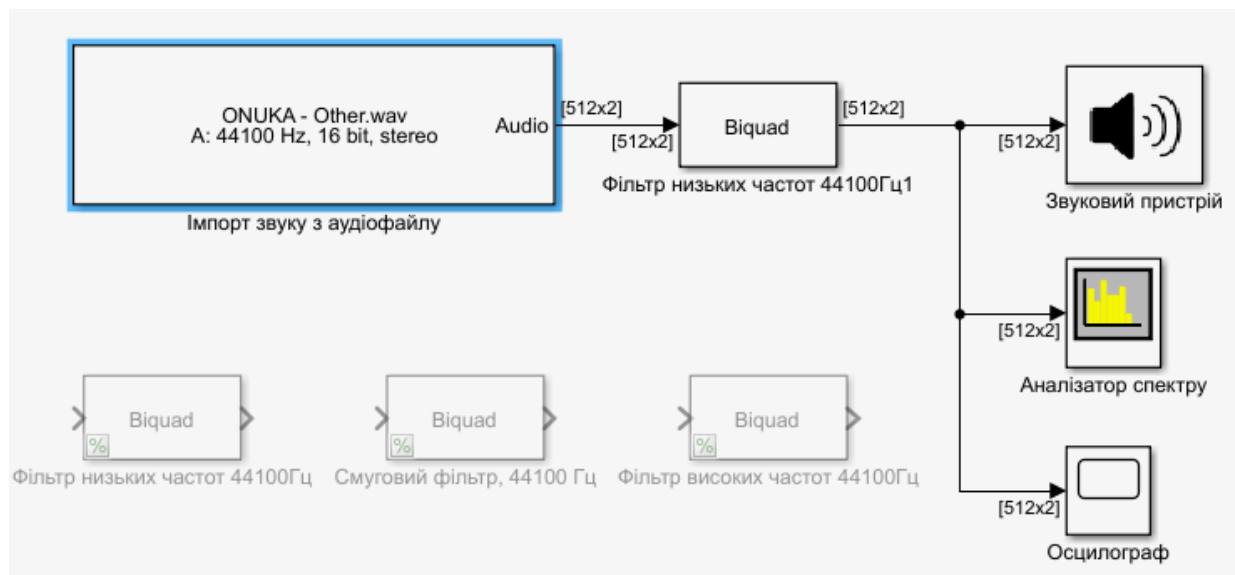 ONUKA - Other.wav
A: 44100 Hz, 16 bit, stereo
Audio
[512x2]
[512x2]
Biquad
[512x2]
[512x2]
Фільтр низьких частот 44100Гц1
Імпорт звуку з аудіофайлу
Звуковий пристрій
[512x2]
Аналізатор спектру
Biquad
%
Фільтр низьких частот 44100Гц
Biquad
%
Смуговий фільтр, 44100 Гц
Biquad
%
Фільтр високих частот 44100Гц
[512x2]
Осцилограф